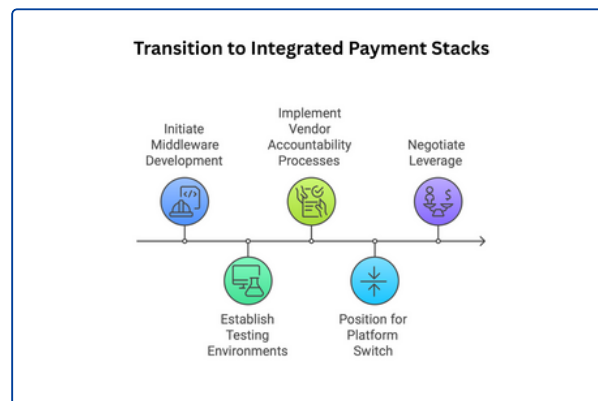 Transition to Integrated Payment Stacks
Initiate
Middleware
Development
Implement
Vendor
Accountability
Processes
Negotiate
Leverage
Establish
Testing
Environments
Position for
Platform
Switch